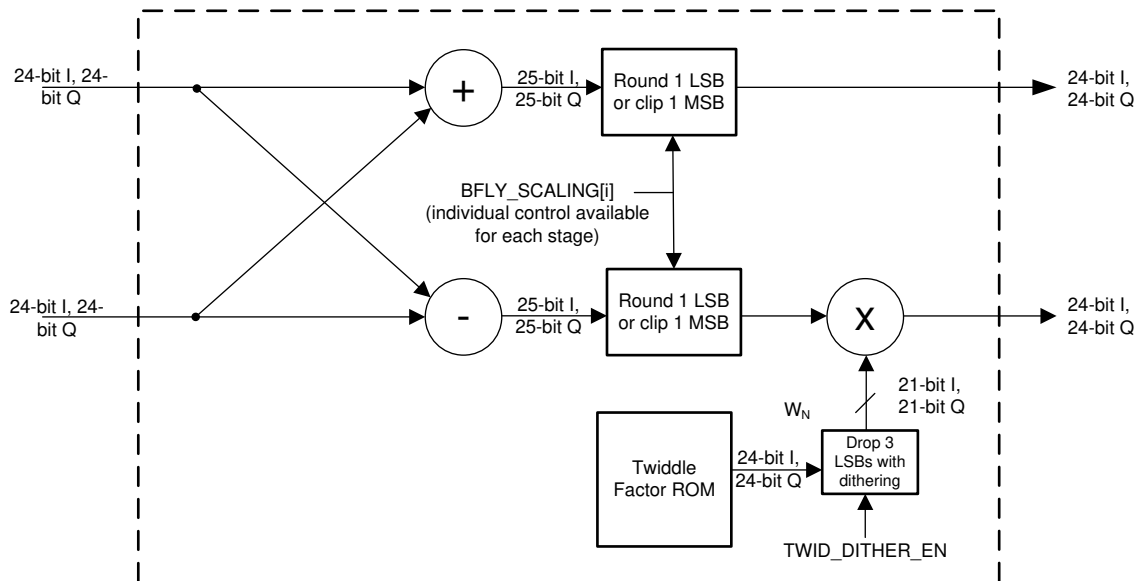 24-bit I, 24-
bit Q
+
25-bit I,
25-bit Q
Round 1 LSB
or clip 1 MSB
24-bit I,
24-bit Q
BFLY_SCALING[i]
(individual control available
for each stage)
24-bit I, 24-
bit Q
-
25-bit I,
25-bit Q
Round 1 LSB
or clip 1 MSB
X
24-bit I,
24-bit Q
21-bit I,
21-bit Q
WN
Twiddle
Factor ROM
24-bit I,
24-bit Q
Drop 3
LSBs with
dithering
TWID_DITHER_EN